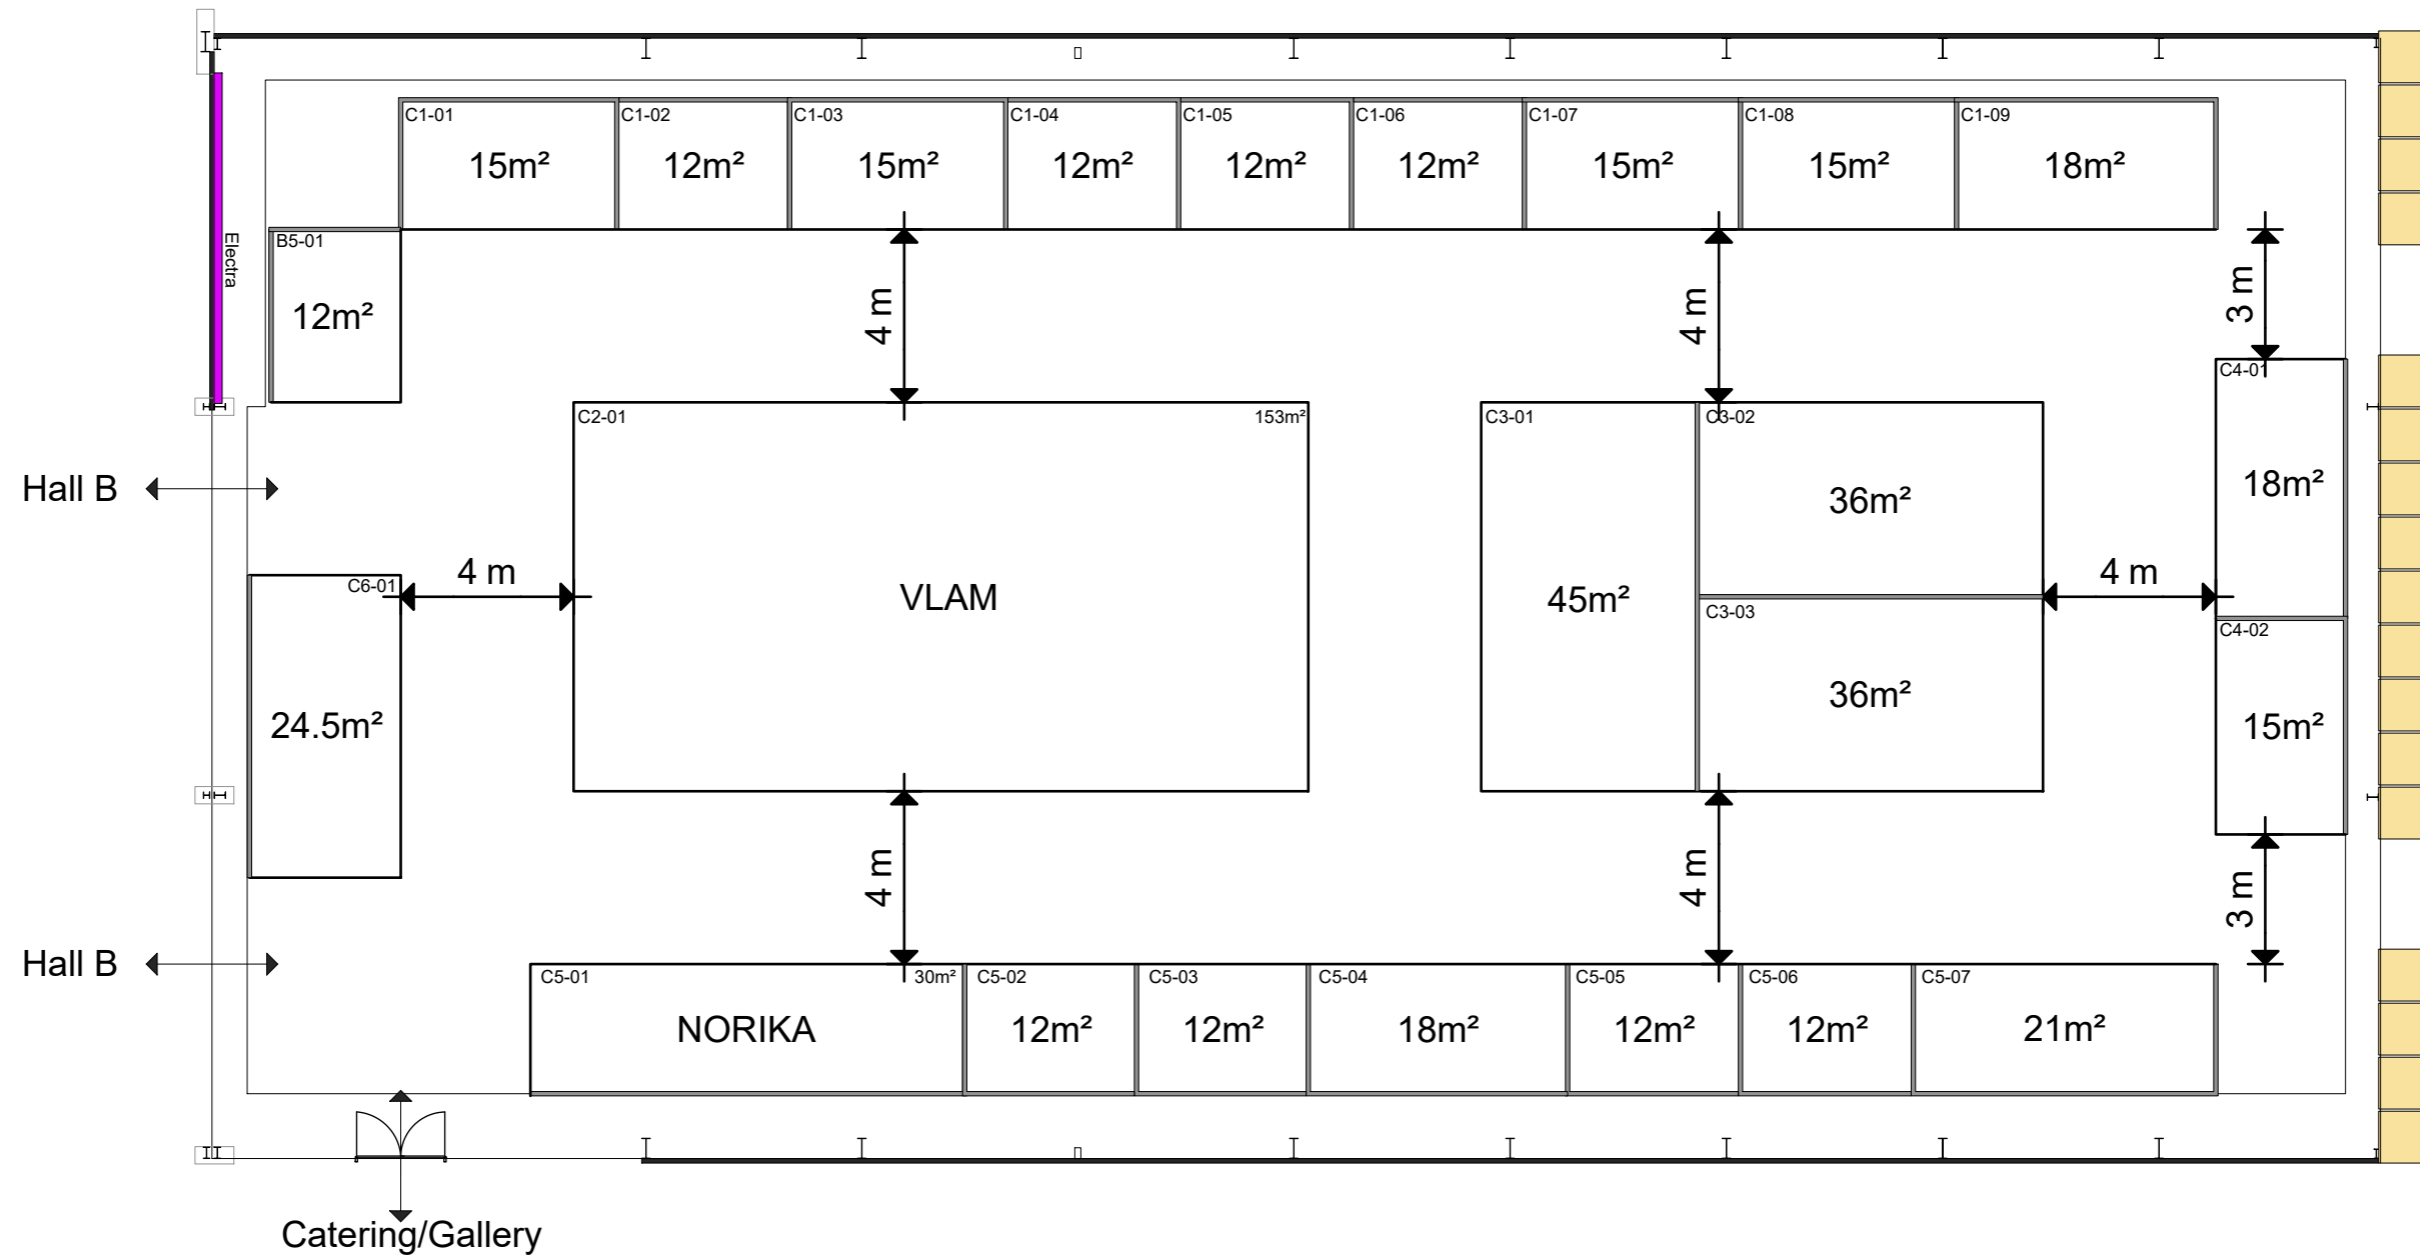 C1-01
15m²
C1-02
12m²
C1-03
15m²
C1-04
12m²
C1-05
12m²
C1-06
12m²
C1-07
15m²
C1-08
15m²
C1-09
18m²
Electra
B5-01
12m²
4 m
4 m
3 m
Hall B
C2-01
153m²
VLAM
C3-01
45m²
C3-02
36m²
C3-03
36m²
C4-01
18m²
C4-02
15m²
C6-01
24.5m²
4 m
4 m
4 m
4 m
3 m
Hall B
C5-01
30m²
NORIKA
C5-02
12m²
C5-03
12m²
C5-04
18m²
C5-05
12m²
C5-06
12m²
C5-07
21m²
Catering/Gallery